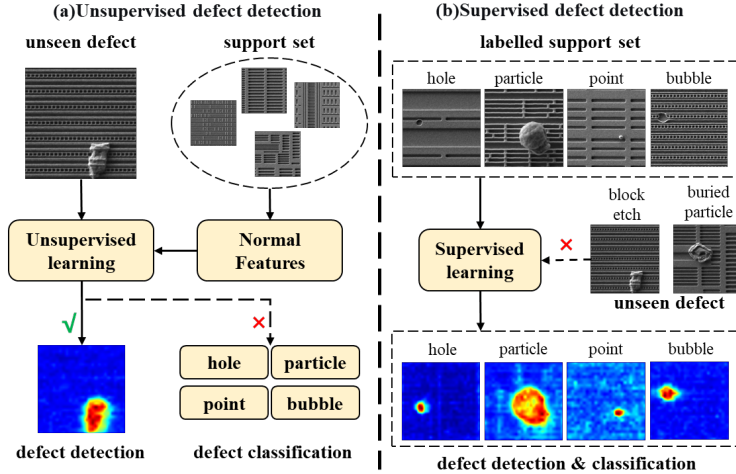 (a)Unsupervised defect detection
unseen defect
support set
Unsupervised
learning
Normal
Features
√
×
hole
particle
point
bubble
defect detection
defect classification
(b)Supervised defect detection
labelled support set
hole
particle
point
bubble
block
etch
buried
particle
Supervised
learning
×
unseen defect
hole
particle
point
bubble
defect detection & classification